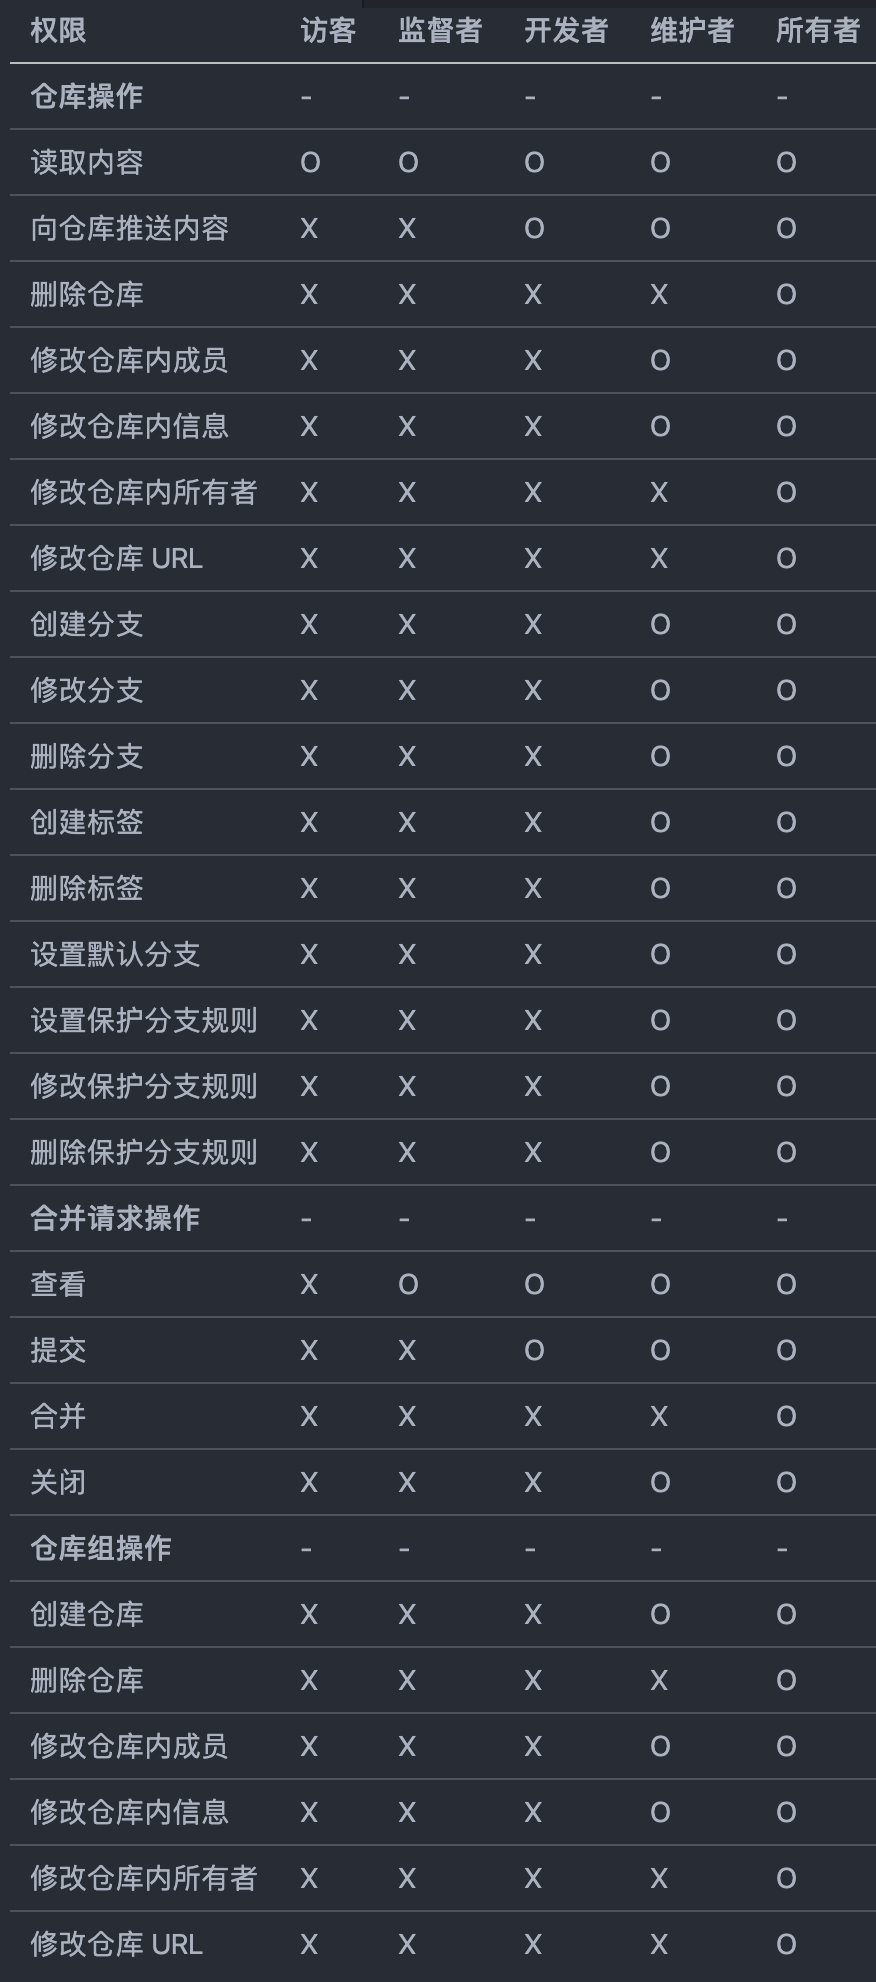 权限 访客 监督者 开发者 维护者 所有者
仓库操作 - - - - -
读取内容 O O O O O
向仓库推送内容 X X O O O
删除仓库 X X X X O
修改仓库内成员 X X X O O
修改仓库内信息 X X X O O
修改仓库内所有者 X X X X O
修改仓库 URL X X X X O
创建分支 X X X O O
修改分支 X X X O O
删除分支 X X X O O
创建标签 X X X O O
删除标签 X X X O O
设置默认分支 X X X O O
设置保护分支规则 X X X O O
修改保护分支规则 X X X O O
删除保护分支规则 X X X O O
合并请求操作 - - - - -
查看 X O O O O
提交 X X O O O
合并 X X X X O
关闭 X X X O O
仓库组操作 - - - - -
创建仓库 X X X O O
删除仓库 X X X X O
修改仓库内成员 X X X O O
修改仓库内信息 X X X O O
修改仓库内所有者 X X X X O
修改仓库 URL X X X X O